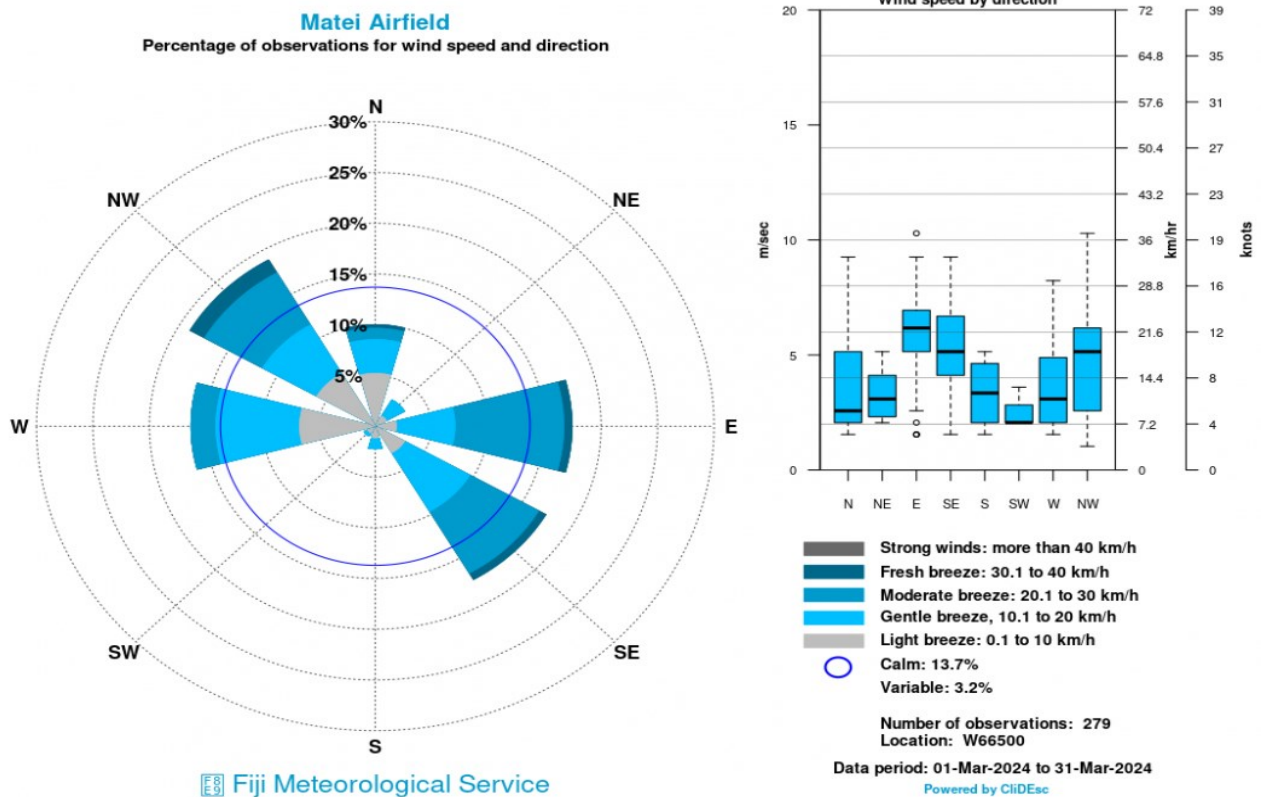 Matei Airfield
Percentage of observations for wind speed and direction
N
30%
25%
20%
15%
10%
5%
NW
NE
W
E
SW
SE
S
Fiji Meteorological Service
Wind speed by direction
20
15
10
5
0
m/sec
72
64.8
57.6
50.4
43.2
36
28.8
21.6
14.4
7.2
0
km/hr
39
35
31
27
23
19
16
12
8
4
0
knots
N NE E SE S SW W NW
Strong winds: more than 40 km/h
Fresh breeze: 30.1 to 40 km/h
Moderate breeze: 20.1 to 30 km/h
Gentle breeze, 10.1 to 20 km/h
Light breeze: 0.1 to 10 km/h
Calm: 13.7%
Variable: 3.2%
Number of observations: 279
Location: W66500
Data period: 01-Mar-2024 to 31-Mar-2024
Powered by CliDEsc